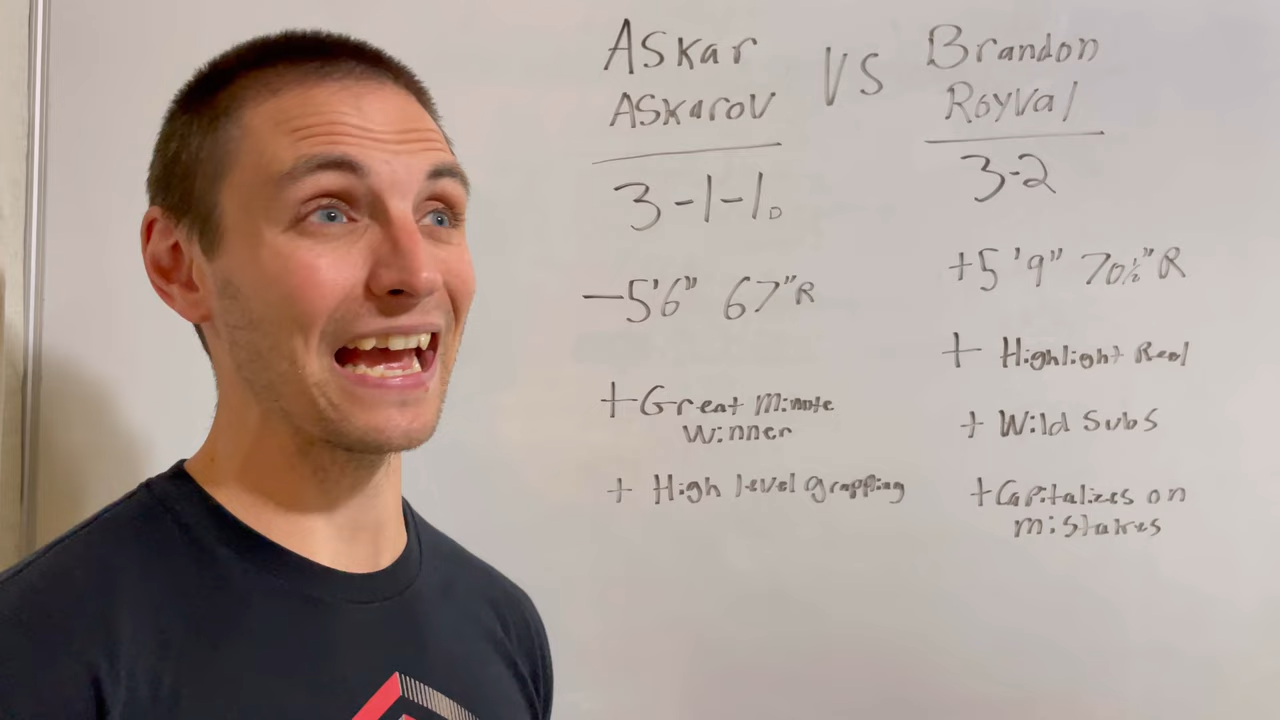 Askar
Askarov
3-1-1D
-5'6" 67"R
+Great Minute
Winner
+ High level Grappling
VS
Brandon
Royval
3-2
+5'9" 70½"R
+ Highlight Reel
+ Wild Subs
+Capitalizes on
mistakes